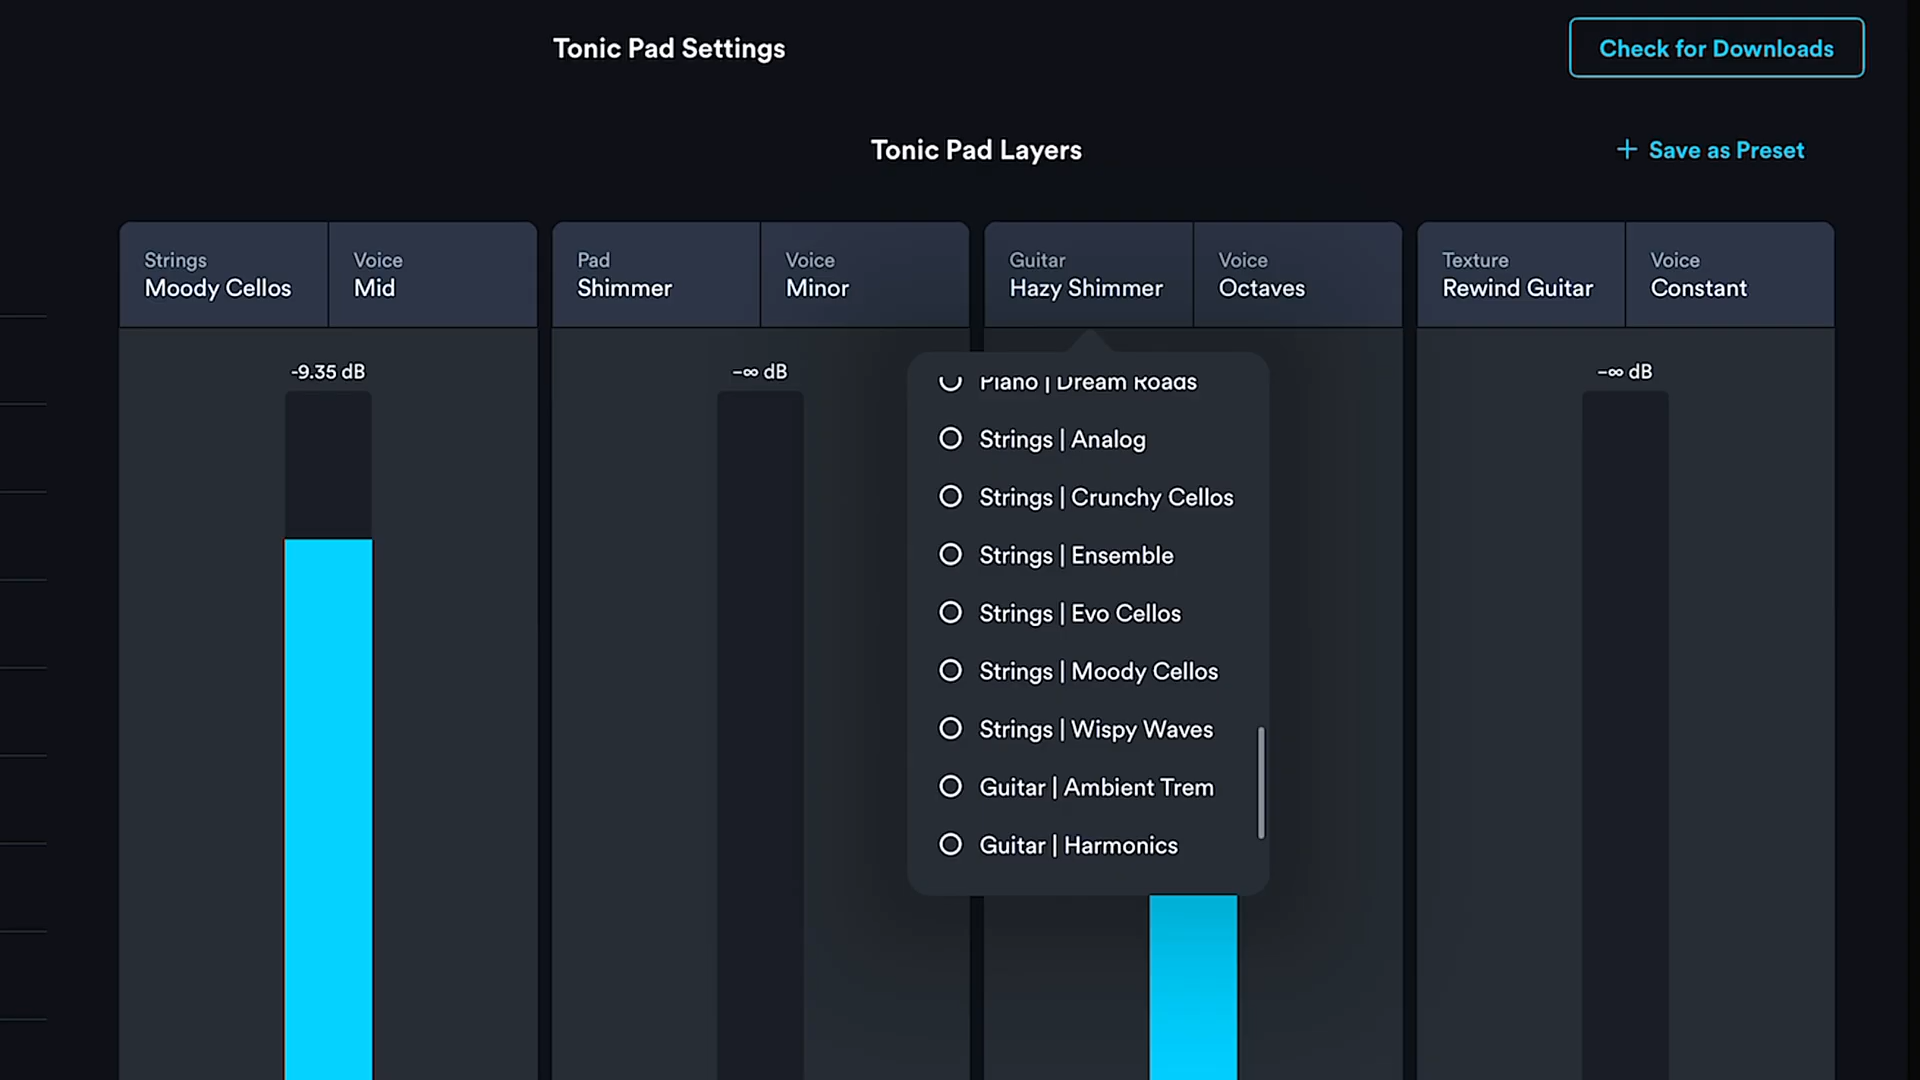 Tonic Pad Settings
Check for Downloads
Tonic Pad Layers
+ Save as Preset
Strings
Moody Cellos
Voice
Mid
Pad
Shimmer
Voice
Minor
Guitar
Hazy Shimmer
Voice
Octaves
Texture
Rewind Guitar
Voice
Constant
-9.35 dB
-∞ dB
-∞ dB
Piano | Dream Roads
Strings | Analog
Strings | Crunchy Cellos
Strings | Ensemble
Strings | Evo Cellos
Strings | Moody Cellos
Strings | Wispy Waves
Guitar | Ambient Trem
Guitar | Harmonics